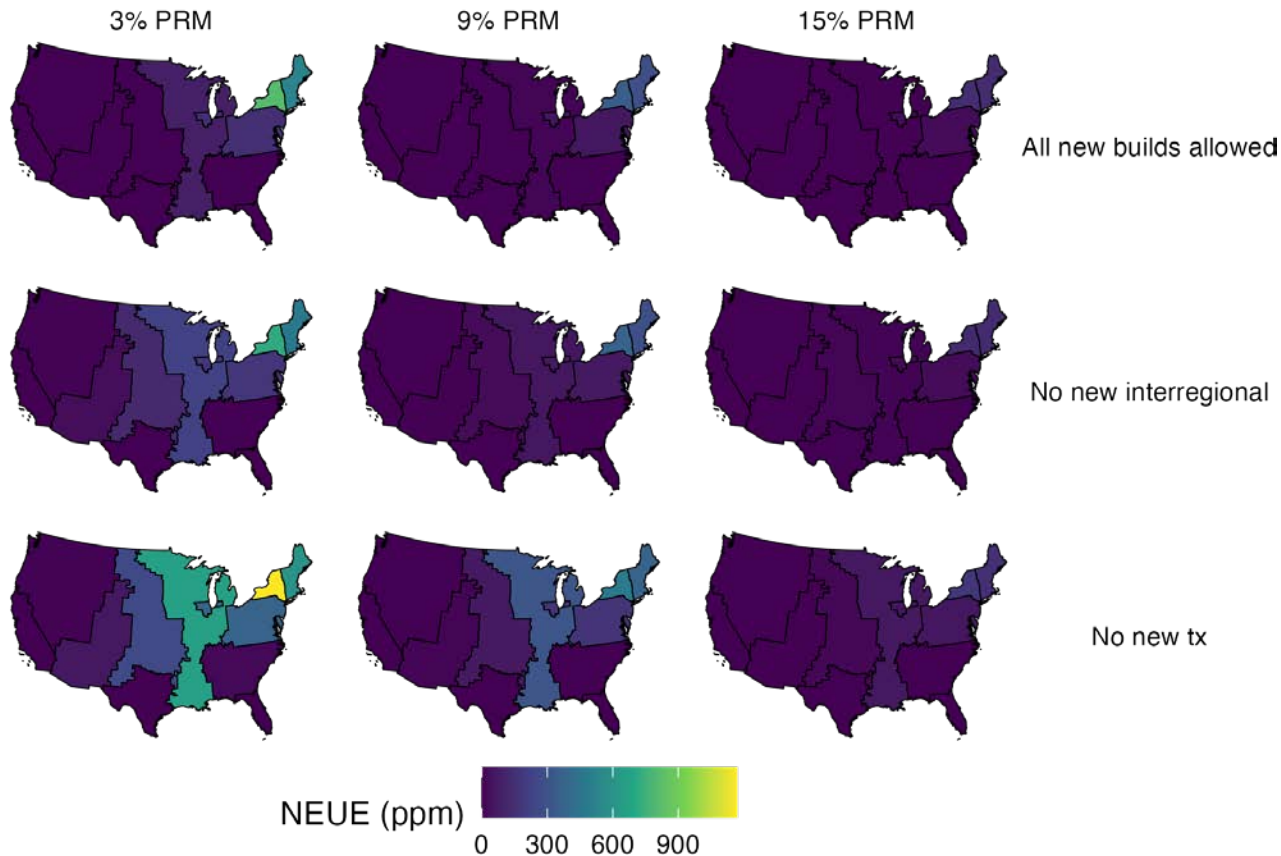 3% PRM
9% PRM
15% PRM
All new builds allowed
No new interregional
No new tx
NEUE (ppm)
0 300 600 900